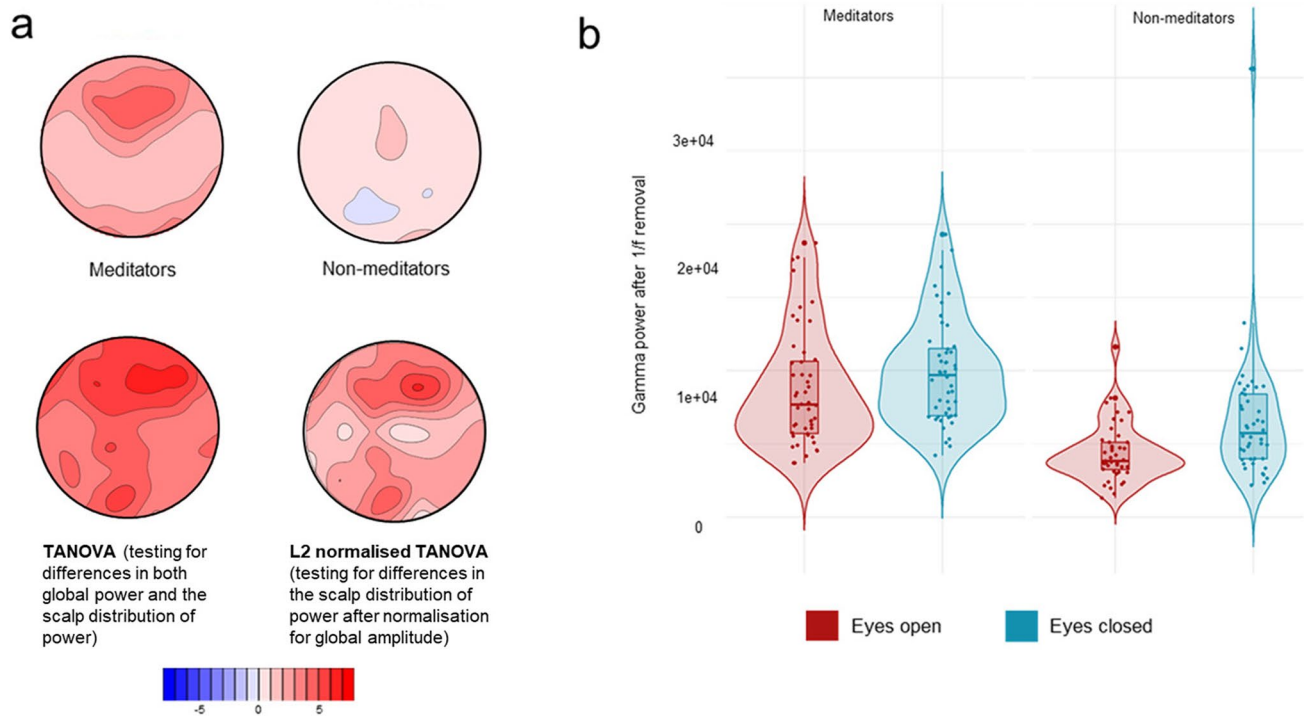 a
Meditators
Non-meditators
TANOVA (testing for
differences in both
global power and the
scalp distribution of
power)
L2 normalised TANOVA
(testing for differences in
the scalp distribution of
power after normalisation
for global amplitude)
-5
0
5
b
Meditators
Non-meditators
Gamma power after 1/f removal
3e+04
2e+04
1e+04
0
Eyes open
Eyes closed